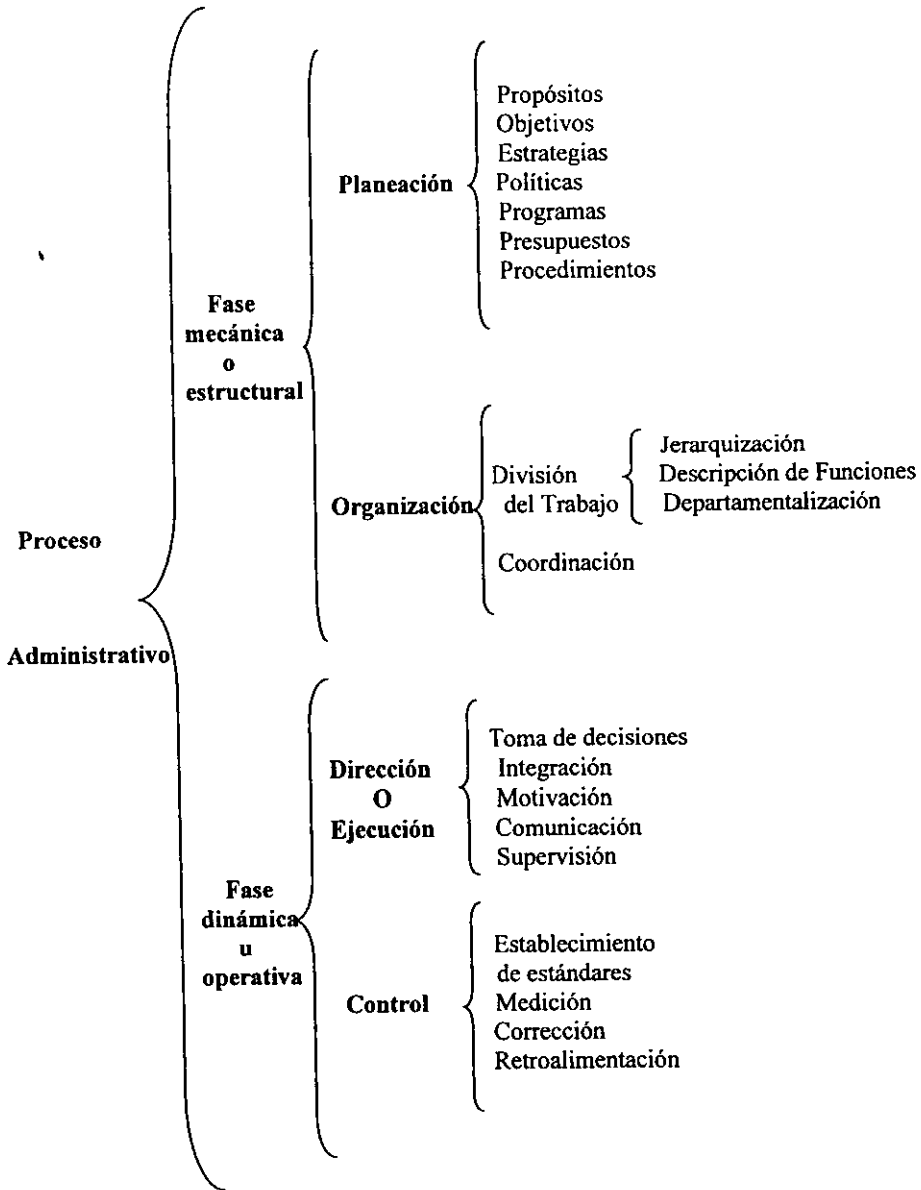 Proceso
Administrativo
Fase
mecánica
o
estructural
Planeación
Propósitos
Objetivos
Estrategias
Políticas
Programas
Presupuestos
Procedimientos
Organización
División
del Trabajo
Jerarquización
Descripción de Funciones
Departamentalización
Coordinación
Fase
dinámica
u
operativa
Dirección
O
Ejecución
Toma de decisiones
Integración
Motivación
Comunicación
Supervisión
Control
Establecimiento
de estándares
Medición
Corrección
Retroalimentación